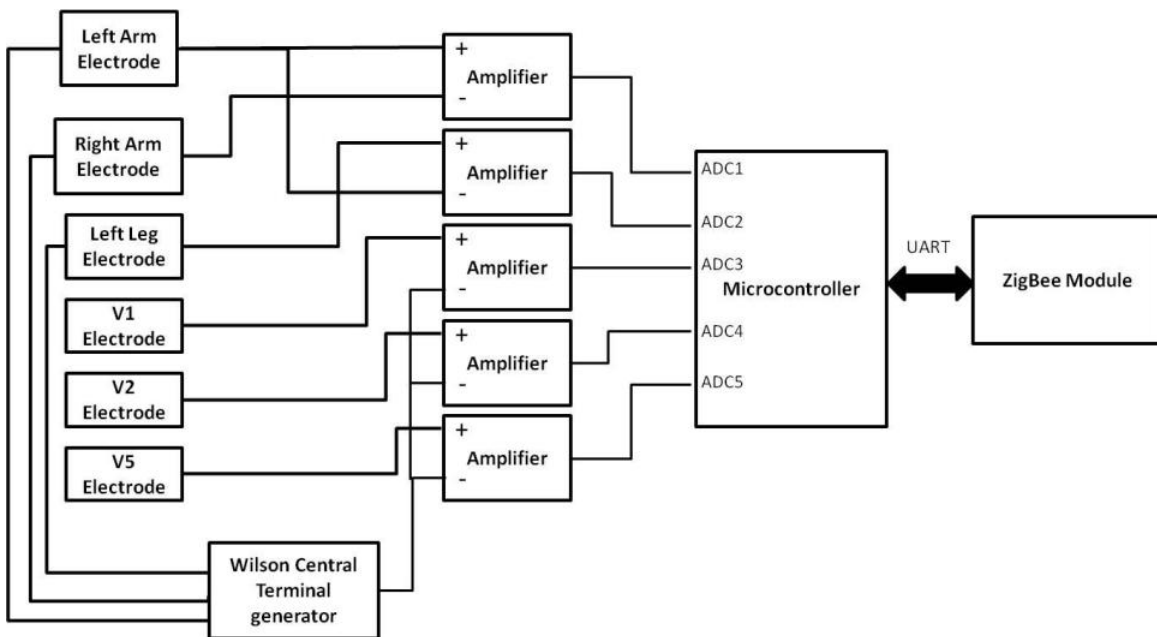 Left Arm
Electrode
Right Arm
Electrode
Left Leg
Electrode
V1
Electrode
V2
Electrode
V5
Electrode
Wilson Central
Terminal
generator
+
Amplifier
-
+
Amplifier
-
+
Amplifier
-
+
Amplifier
-
+
Amplifier
-
ADC1
ADC2
ADC3
Microcontroller
ADC4
ADC5
UART
ZigBee Module